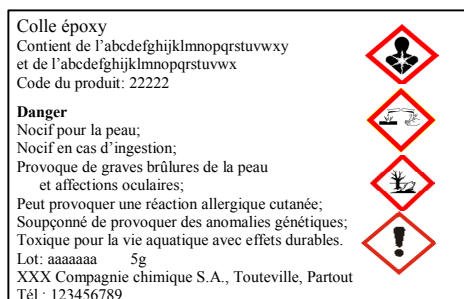 Colle époxy
Contient de l'abcdefghijklmnopqrstuvwxy
et de l'abcdefghijklmnopqrstuvwx
Code du produit: 22222
Danger
Nocif pour la peau;
Nocif en cas d'ingestion;
Provoque de graves brûlures de la peau
et affections oculaires;
Peut provoquer une réaction allergique cutanée;
Soupçonné de provoquer des anomalies génétiques;
Toxique pour la vie aquatique avec effets durables.
Lot: aaaaaaa 5g
XXX Compagnie chimique S.A., Touteville, Partout
Tél : 123456789